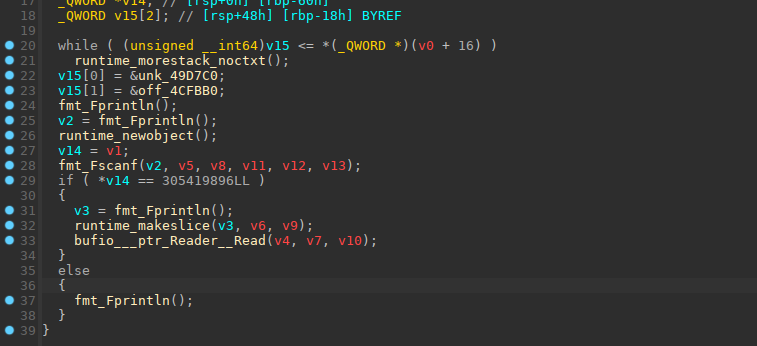 17 _QWORD *v14; // [rsp+0h] [rbp-60h]
18 _QWORD v15[2]; // [rsp+48h] [rbp-18h] BYREF
19
20 while ( (unsigned __int64)v15 <= *(_QWORD *)(v0 + 16) )
21 runtime_morestack_noctxt();
22 v15[0] = &unk_49D7C0;
23 v15[1] = &off_4CFBB0;
24 fmt_Fprintln();
25 v2 = fmt_Fprintln();
26 runtime_newobject();
27 v14 = v1;
28 fmt_Fscanf(v2, v5, v8, v11, v12, v13);
29 if ( *v14 == 305419896LL )
30 {
31 v3 = fmt_Fprintln();
32 runtime_makeslice(v3, v6, v9);
33 bufio___ptr_Reader__Read(v4, v7, v10);
34 }
35 else
36 {
37 fmt_Fprintln();
38 }
39 }